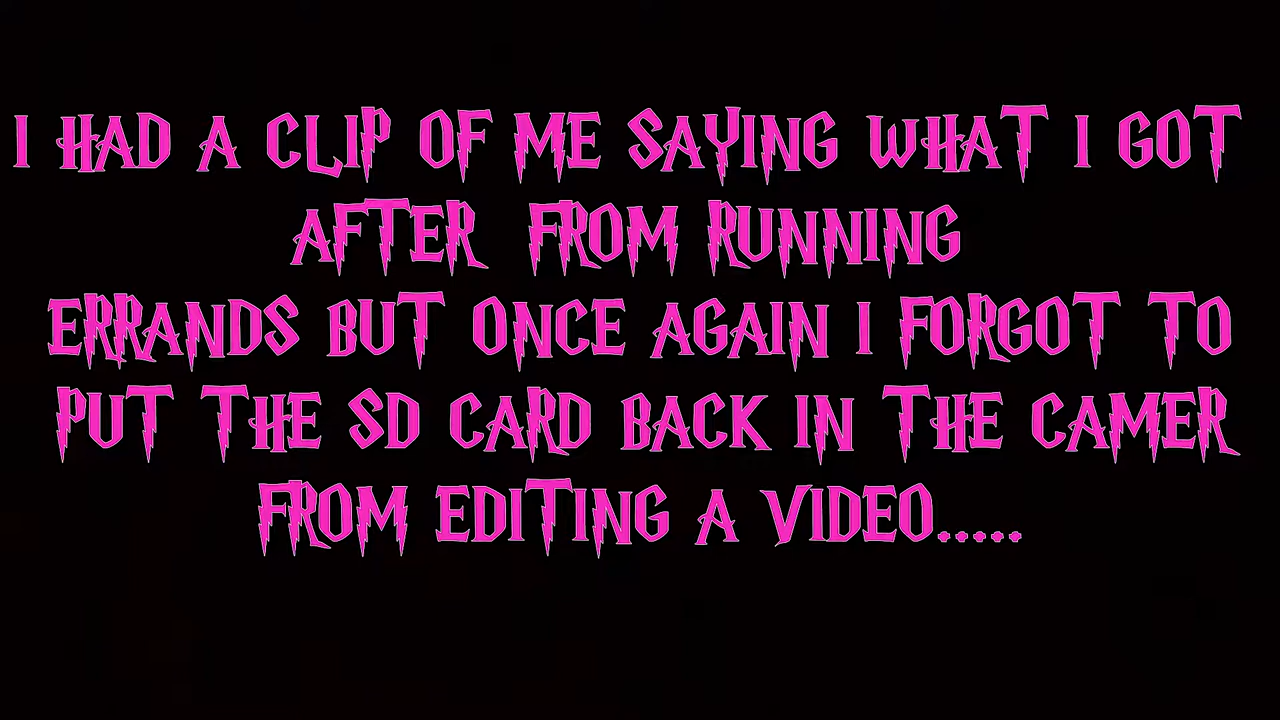 I HAD A CLIP OF ME SAYING WHAT I GOT
AFTER FROM RUNNING
ERRANDS BUT ONCE AGAIN I FORGOT TO
PUT THE SD CARD BACK IN THE CAMER
FROM EDITING A VIDEO.....